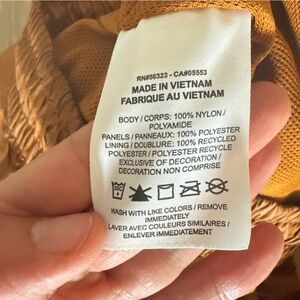 RN#56323 - CA#05553
MADE IN VIETNAM
FABRIQUE AU VIETNAM
BODY / CORPS: 100% NYLON /
POLYAMIDE
PANELS / PANNEAUX: 100% POLYESTER
LINING / DOUBLURE: 100% RECYCLED
POLYESTER / POLYESTER RECYCLÉ
EXCLUSIVE OF DECORATION /
DECORATION NON COMPRISE
WASH WITH LIKE COLORS / REMOVE
IMMEDIATELY
LAVER AVEC COULEURS SIMILAIRES /
ENLEVER IMMEDIATEMENT